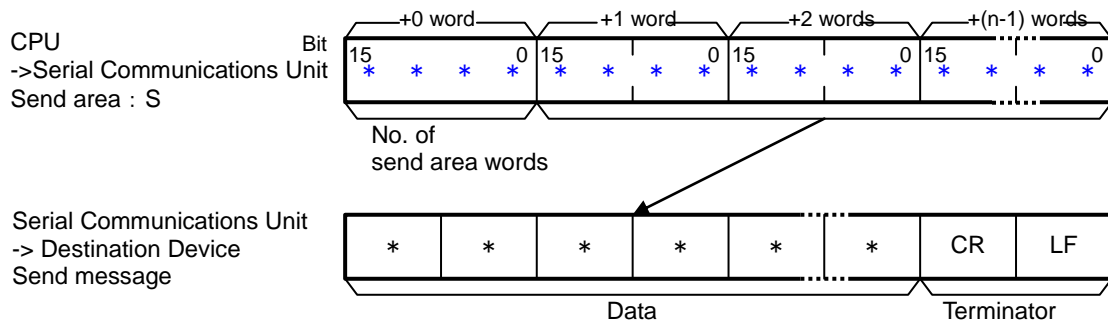 +0 word +1 word +2 words +(n-1) words
CPU Bit 15 0 15 0 15 0 15 0
->Serial Communications Unit * * * * * * * * * * * * * * * *
Send area : S
No. of
send area words
Serial Communications Unit
-> Destination Device * * * * * * CR LF
Send message
Data Terminator